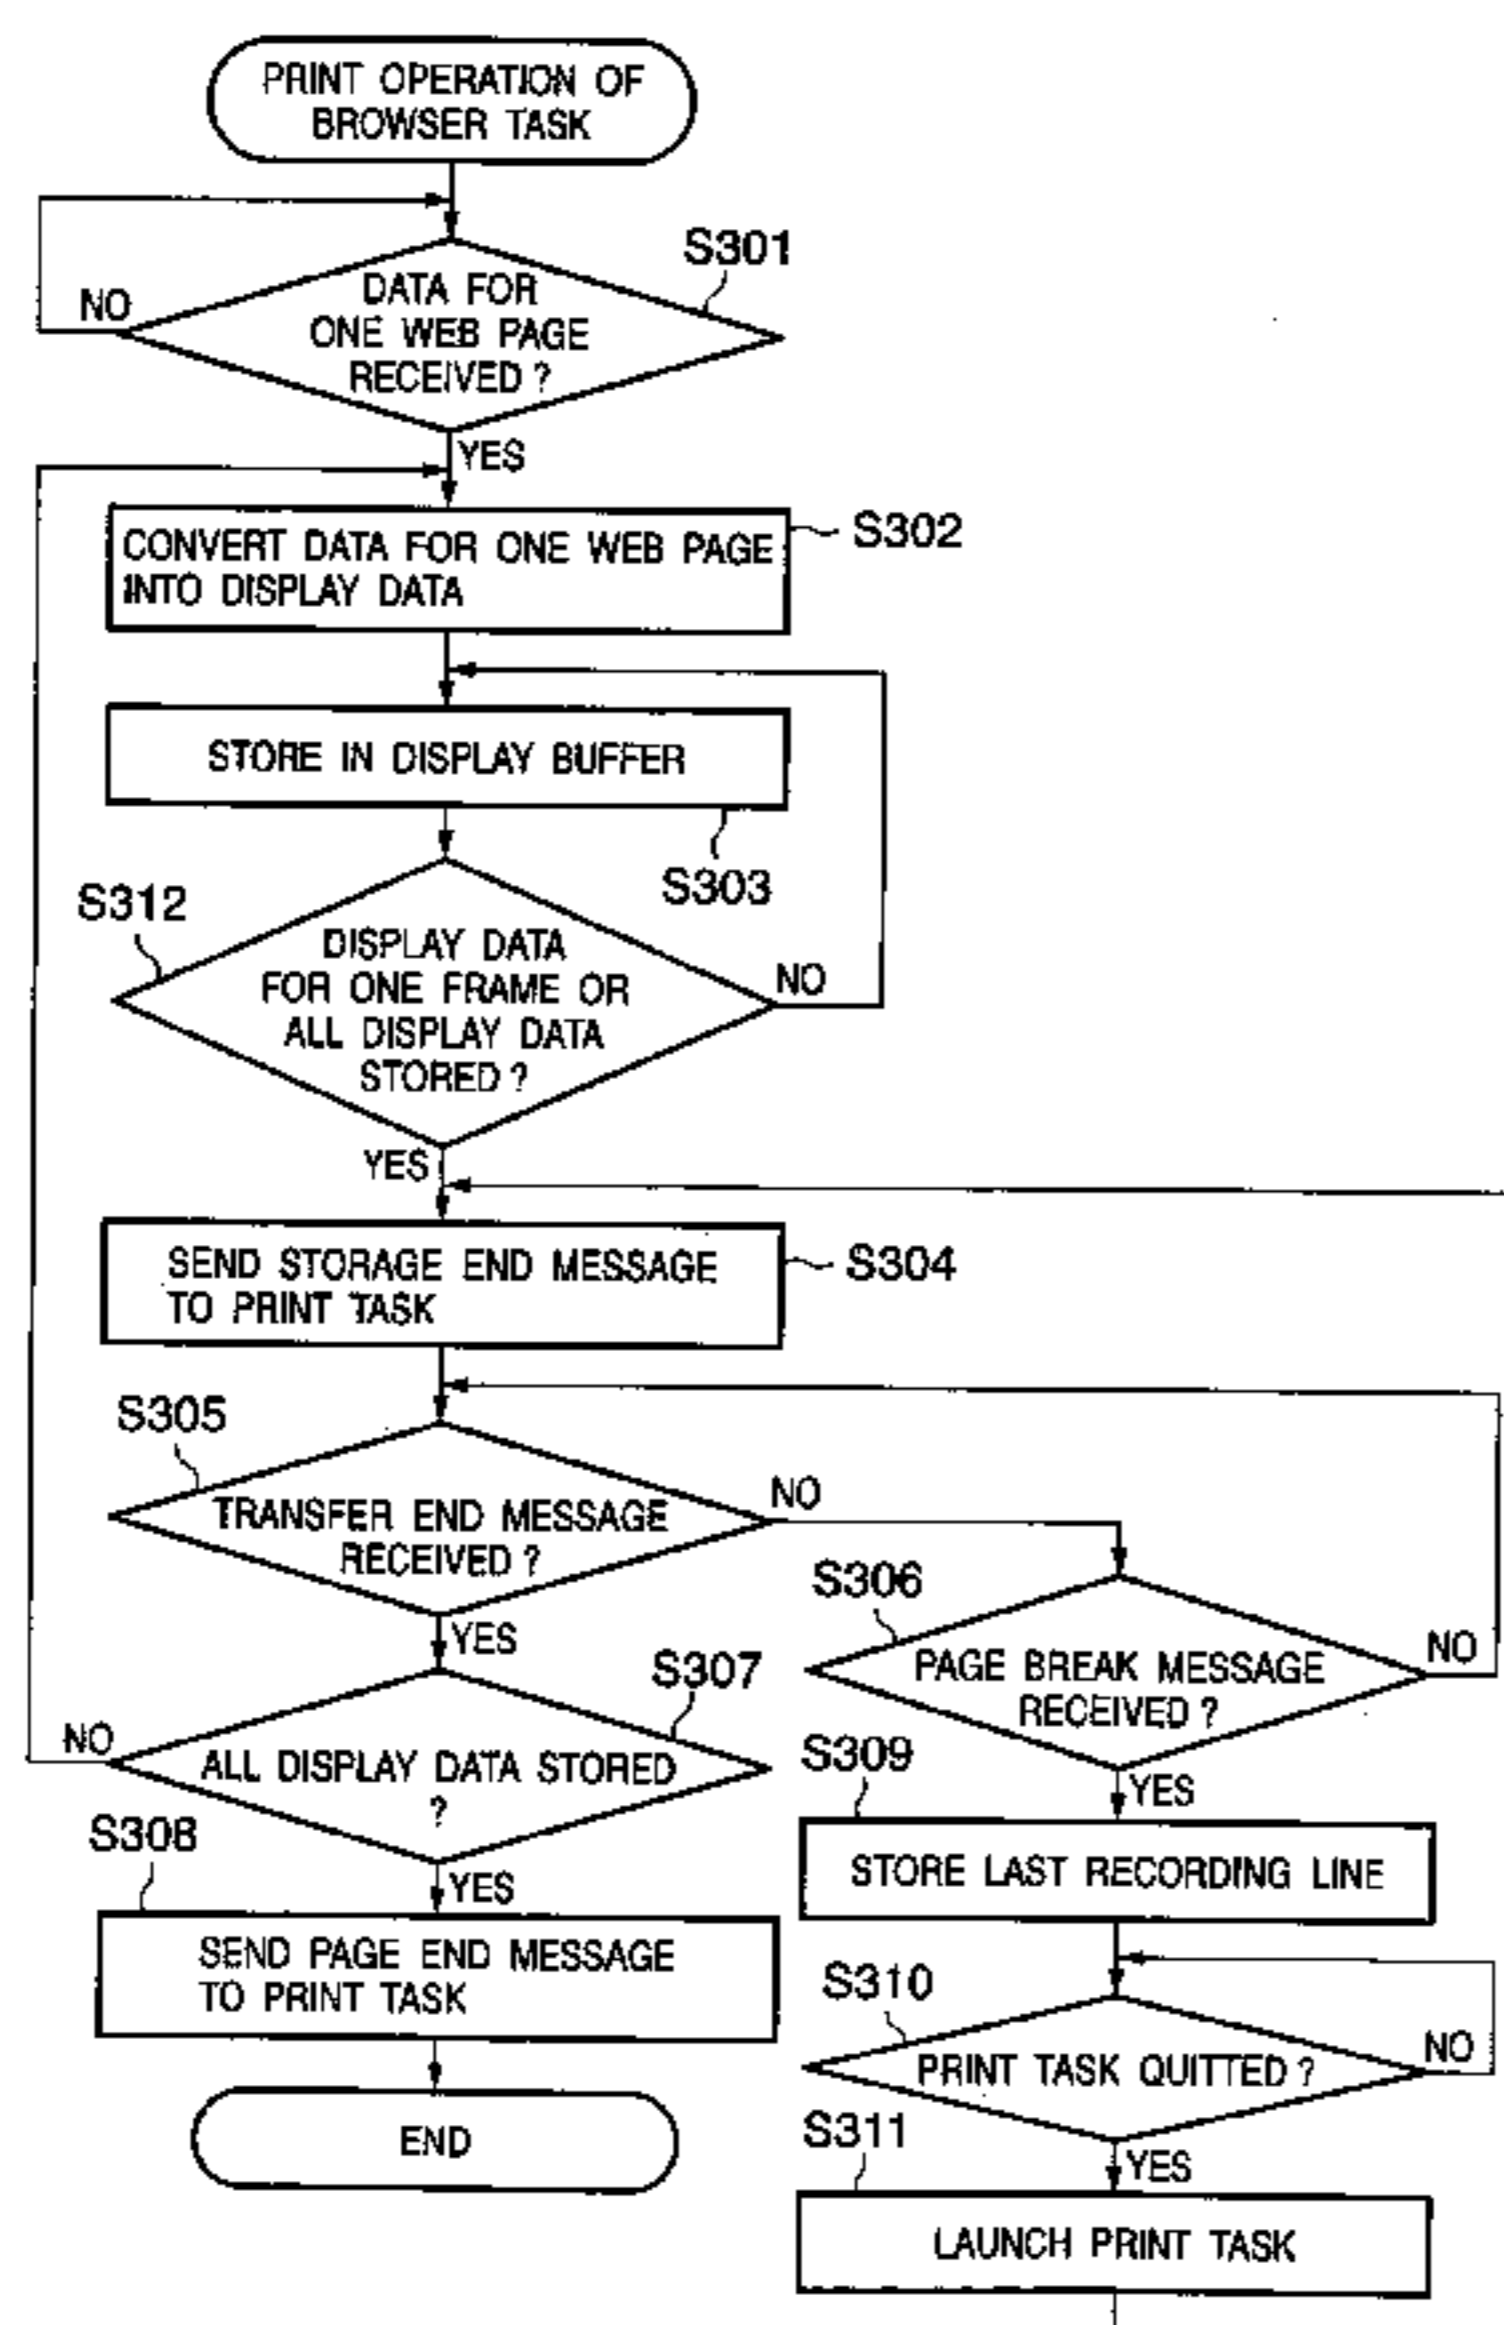 PRINT OPERATION OF
BROWSER TASK
S301
NO
DATA FOR
ONE WEB PAGE
RECEIVED ?
YES
S302
CONVERT DATA FOR ONE WEB PAGE
INTO DISPLAY DATA
STORE IN DISPLAY BUFFER
S303
S312
DISPLAY DATA
FOR ONE FRAME OR
ALL DISPLAY DATA
STORED ?
NO
YES
SEND STORAGE END MESSAGE
TO PRINT TASK
S304
S305
TRANSFER END MESSAGE
RECEIVED ?
NO
YES
S306
PAGE BREAK MESSAGE
RECEIVED ?
NO
YES
S307
NO
ALL DISPLAY DATA STORED
?
YES
S308
SEND PAGE END MESSAGE
TO PRINT TASK
END
S309
STORE LAST RECORDING LINE
S310
PRINT TASK QUITTED ?
NO
YES
S311
LAUNCH PRINT TASK